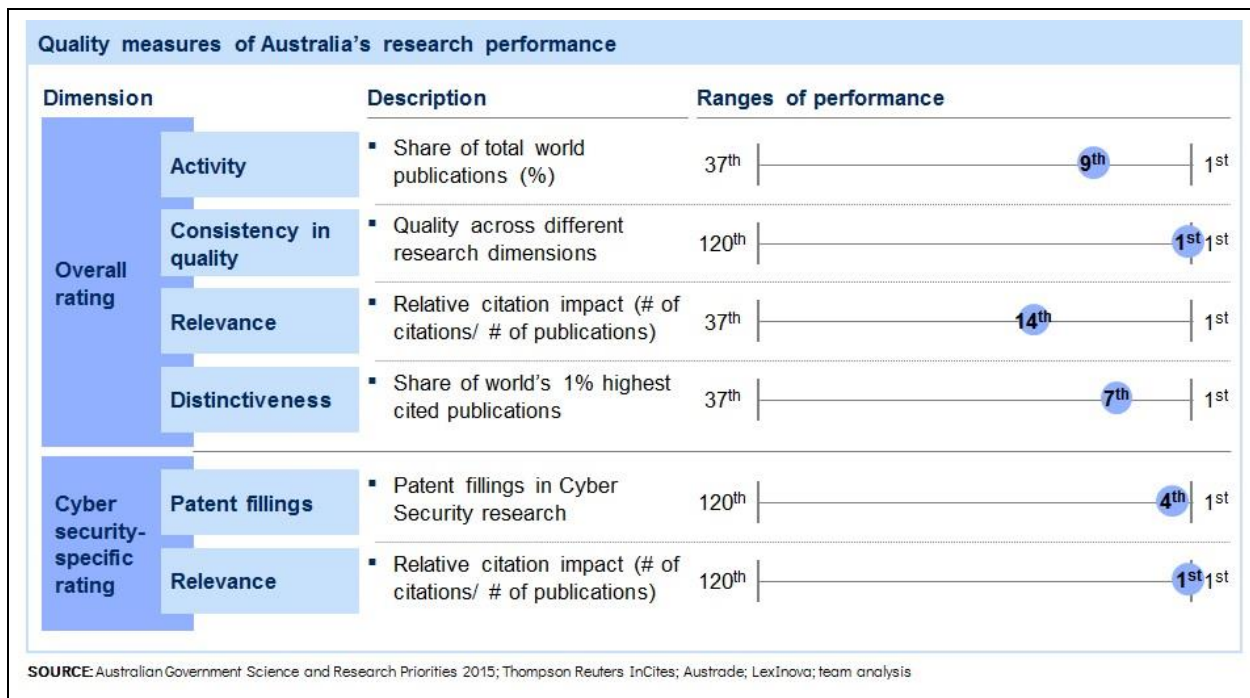 Quality measures of Australia's research performance
Dimension
Description
Ranges of performance
Overall
rating
Activity
▪ Share of total world
publications (%)
37th
9th
1st
Consistency in
quality
▪ Quality across different
research dimensions
120th
1st
1st
Relevance
▪ Relative citation impact (# of
citations/ # of publications)
37th
14th
1st
Distinctiveness
▪ Share of world's 1% highest
cited publications
37th
7th
1st
Cyber
security-
specific
rating
Patent fillings
▪ Patent fillings in Cyber
Security research
120th
4th
1st
Relevance
▪ Relative citation impact (# of
citations/ # of publications)
120th
1st
1st
SOURCE: Australian Government Science and Research Priorities 2015; Thompson Reuters InCites; Austrade; LexInova; team analysis